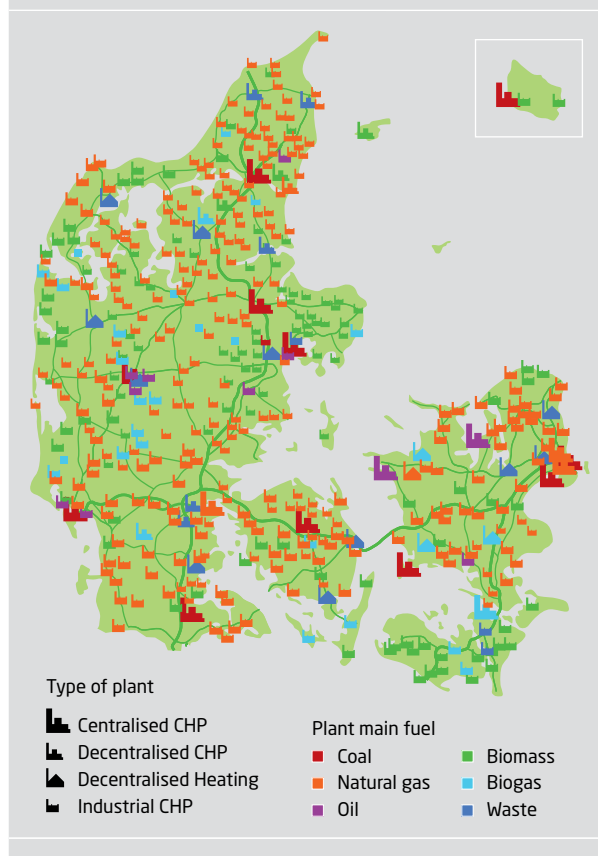 Type of plant
Centralised CHP
Decentralised CHP
Decentralised Heating
Industrial CHP
Plant main fuel
Coal
Natural gas
Oil
Biomass
Biogas
Waste